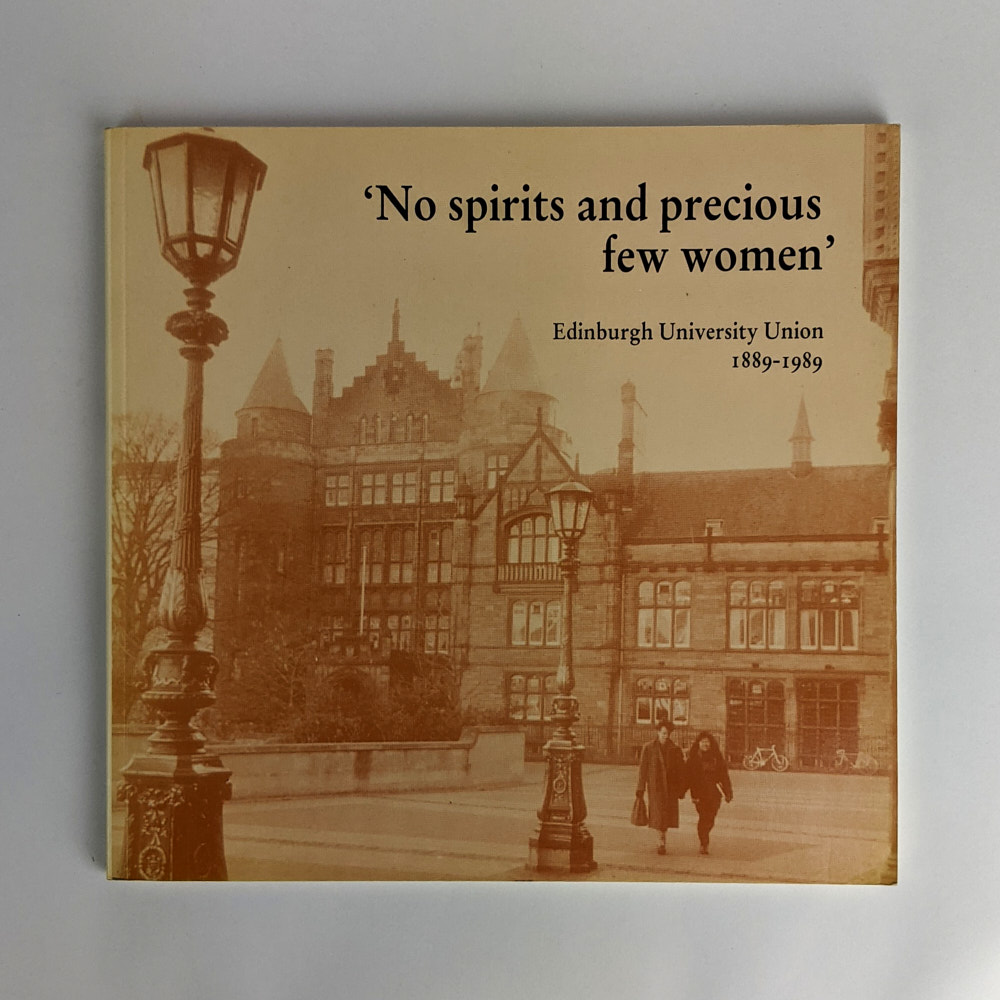 ‘No spirits and precious
few women’
Edinburgh University Union
1889-1989